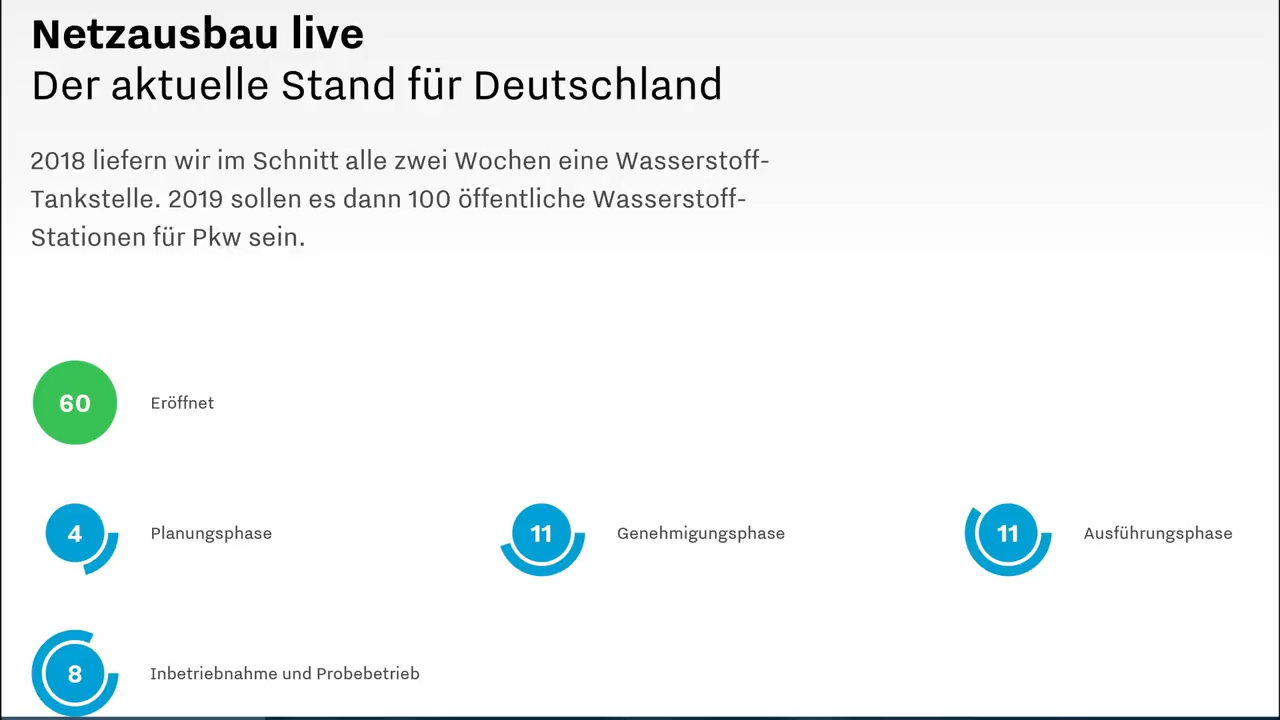 Netzausbau live
Der aktuelle Stand für Deutschland
2018 liefern wir im Schnitt alle zwei Wochen eine Wasserstoff-
Tankstelle. 2019 sollen es dann 100 öffentliche Wasserstoff-
Stationen für Pkw sein.
60 Eröffnet
4 Planungsphase
11 Genehmigungsphase
11 Ausführungsphase
8 Inbetriebnahme und Probebetrieb